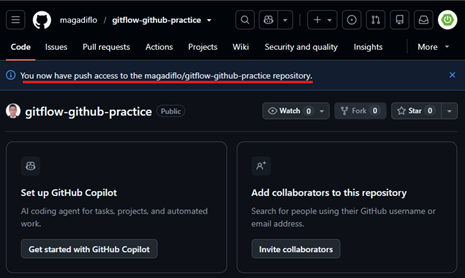 magadiflo / gitflow-github-practice
Code Issues Pull requests Actions Projects Wiki Security and quality Insights More
You now have push access to the magadiflo/gitflow-github-practice repository.
gitflow-github-practice Public Watch 0 Fork 0 Star 0
Set up GitHub Copilot
AI coding agent for tasks, projects, and automated
work.
Get started with GitHub Copilot
Add collaborators to this repository
Search for people using their GitHub username or
email address.
Invite collaborators